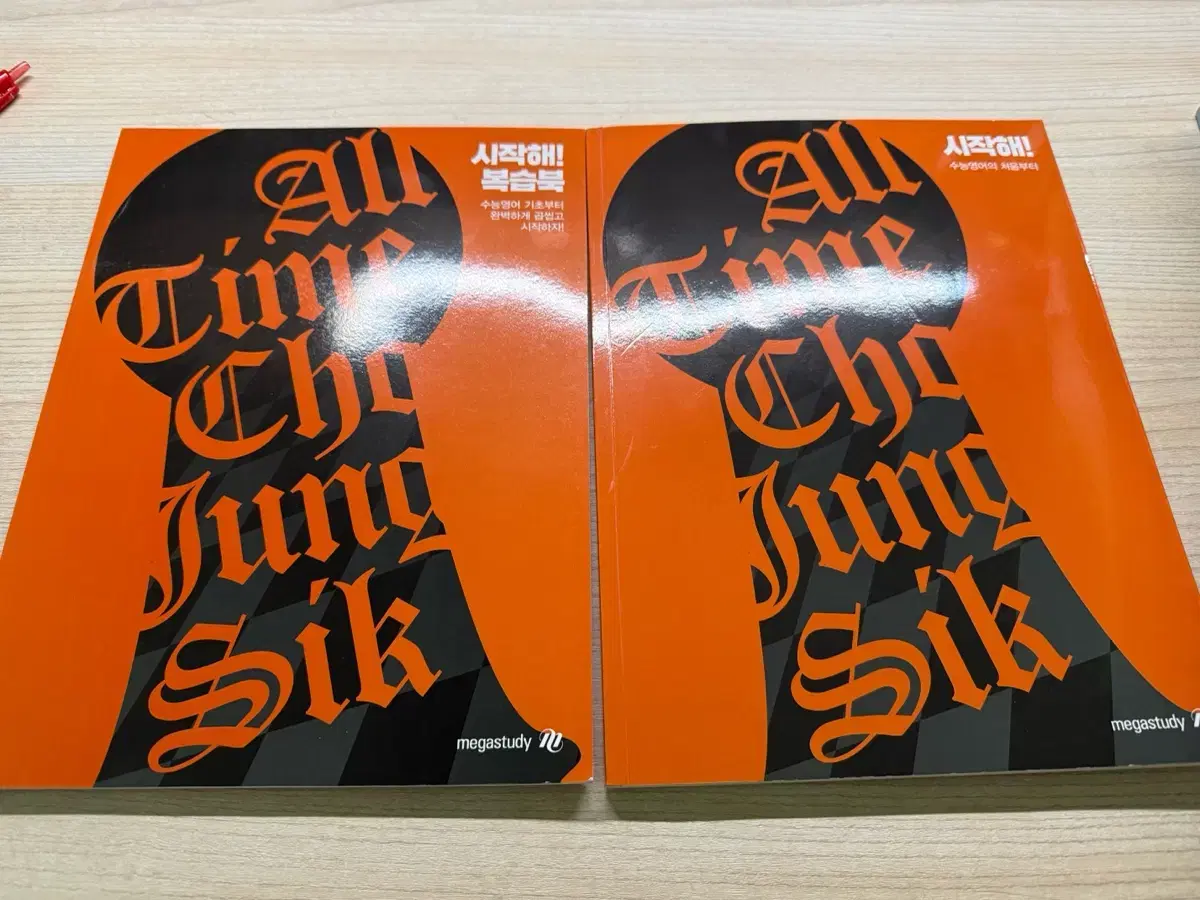 All
Time
Cho
Jung
Sik
시작해!
복습북
수능영어 기초부터
완벽하게 곱씹고
시작하자!
megastudy
All
Time
Cho
Jung
Sik
시작해!
수능영어의 처음부터
megastudy